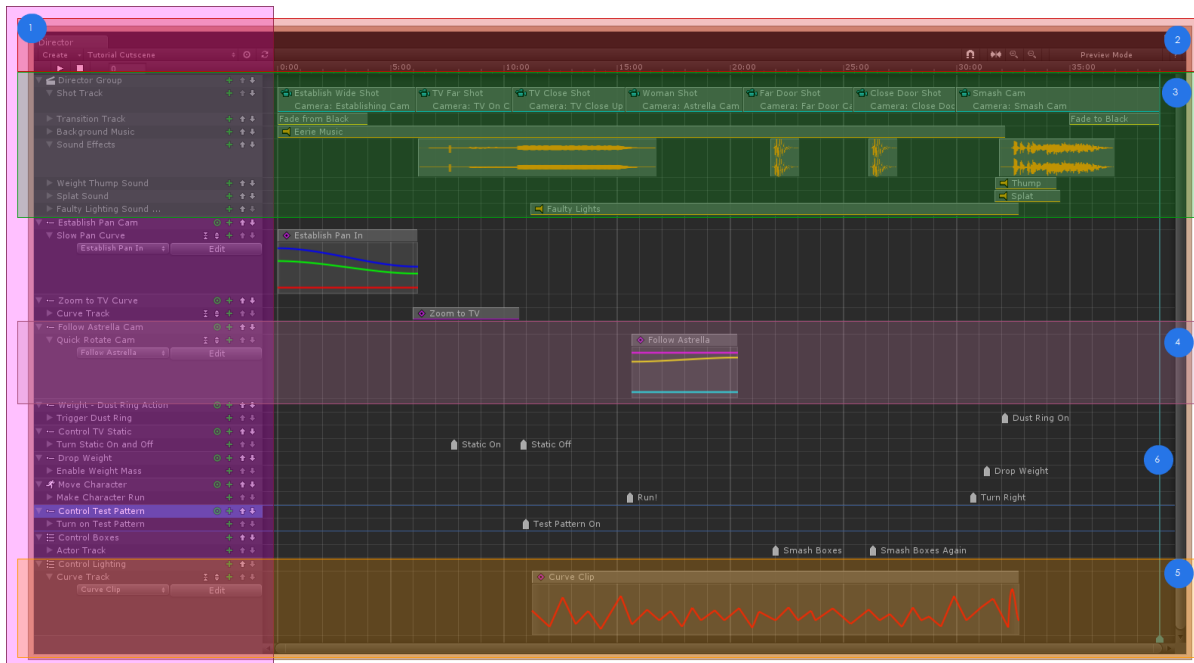 1
2
Director
Create Tutorial Cutscene Preview Mode
0:00 5:00 10:00 15:00 20:00 25:00 30:00 35:00
3
Director Group
Shot Track
Establish Wide Shot TV Far Shot TV Close Shot Woman Shot Far Door Shot Close Door Shot Smash Cam
Camera: Establishing Cam Camera: TV On C Camera: TV Close Up Camera: Astrella Cam Camera: Far Door Ca Camera: Close Doo Camera: Smash Cam
Transition Track Fade from Black Fade to Black
Background Music Eerie Music
Sound Effects
Weight Thump Sound Thump
Splat Sound Splat
Faulty Lighting Sound ... Faulty Lights
Establish Pan Cam
Slow Pan Curve Establish Pan In
Establish Pan In Edit
Zoom to TV Curve
Curve Track Zoom to TV
Follow Astrella Cam
Quick Rotate Cam Follow Astrella
4
Follow Astrella Edit
Weight - Dust Ring Action
Trigger Dust Ring Dust Ring On
Control TV Static
Turn Static On and Off Static On Static Off
Drop Weight
6
Enable Weight Mass Drop Weight
Move Character
Make Character Run Run! Turn Right
Control Test Pattern
Turn on Test Pattern Test Pattern On
Control Boxes
Actor Track Smash Boxes Smash Boxes Again
Control Lighting
5
Curve Track Curve Clip
Curve Clip Edit